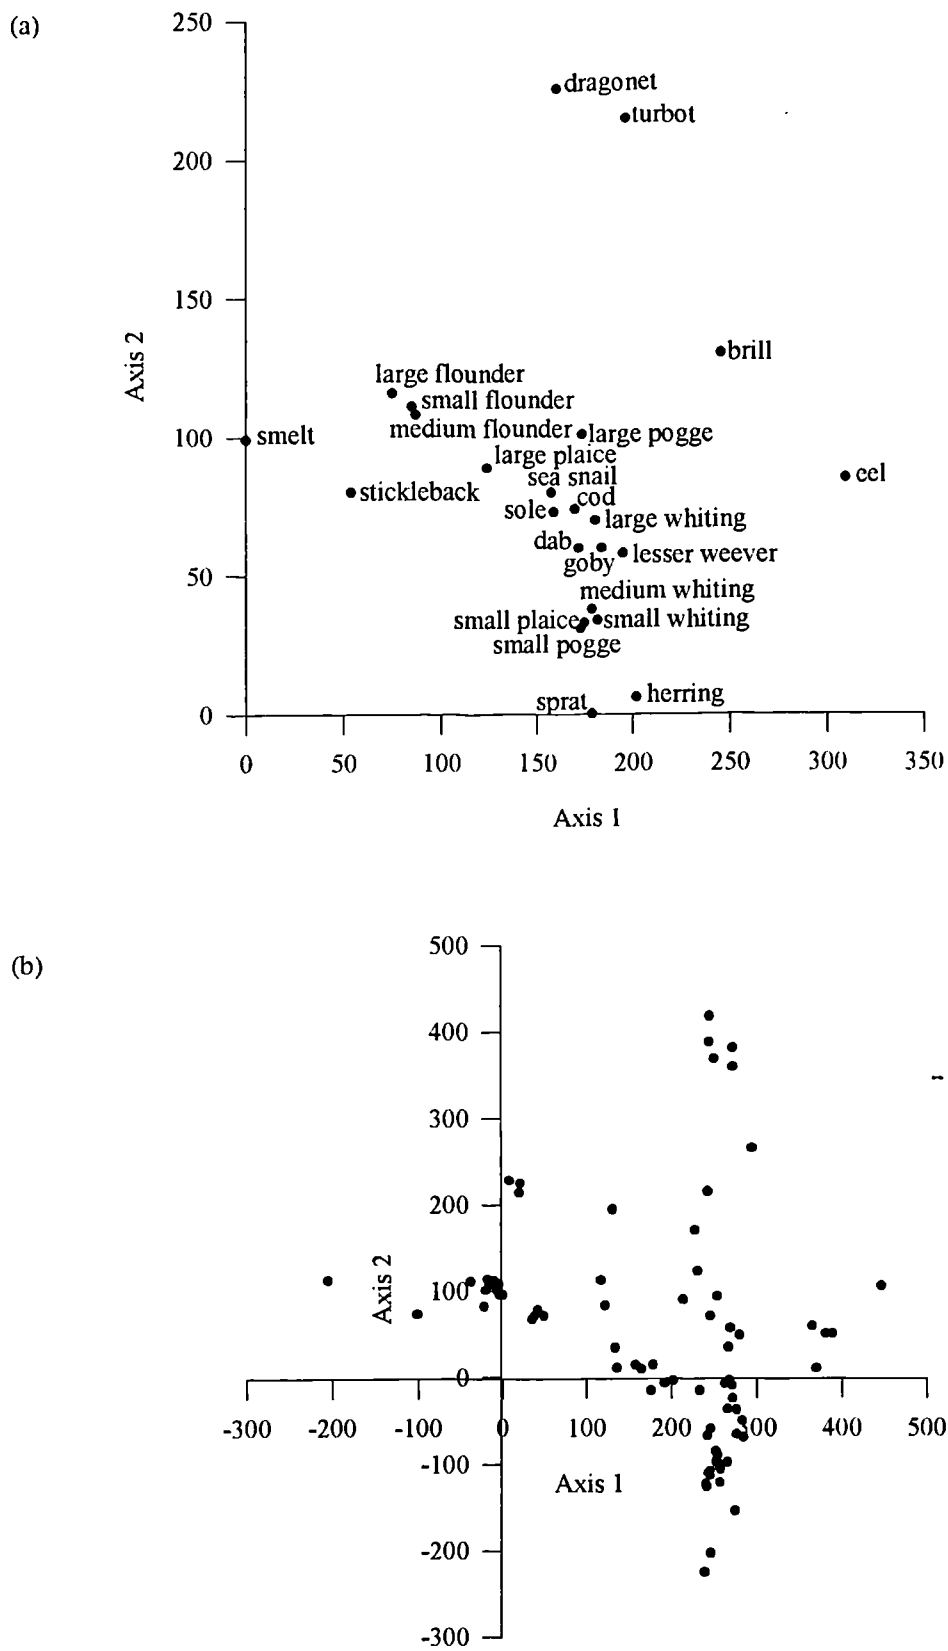 (a)
250
200
150
100
50
0
Axis 2
dragonet
turbot
brill
large flounder
small flounder
medium flounder
large pogge
smelt
large plaice
eel
sea snail
stickleback
cod
sole
large whiting
dab
lesser weever
goby
medium whiting
small plaice
small whiting
small pogge
herring
sprat
0 50 100 150 200 250 300 350
Axis 1
(b)
500
400
300
200
100
0
-100
-200
-300
Axis 2
-300 -200 -100 0 100 200 300 400 500
Axis 1